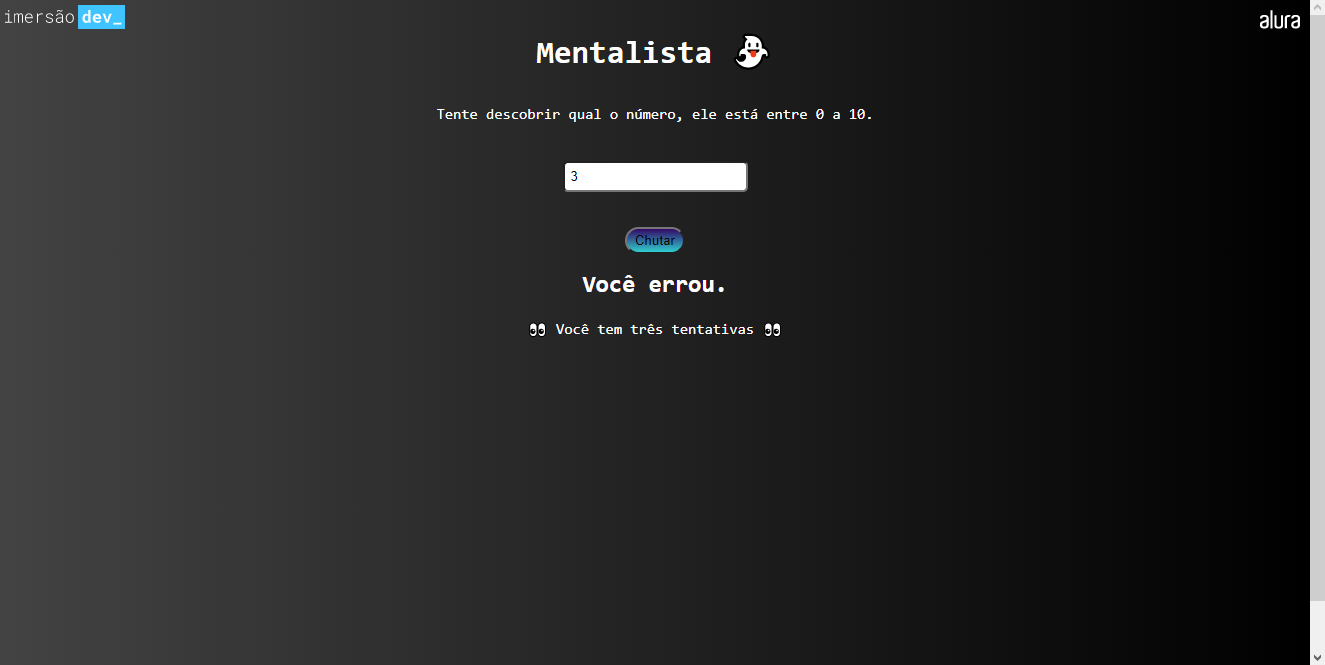 imersão dev_
alura
Mentalista
Tente descobrir qual o número, ele está entre 0 a 10.
3
Chutar
Você errou.
👀 Você tem três tentativas 👀